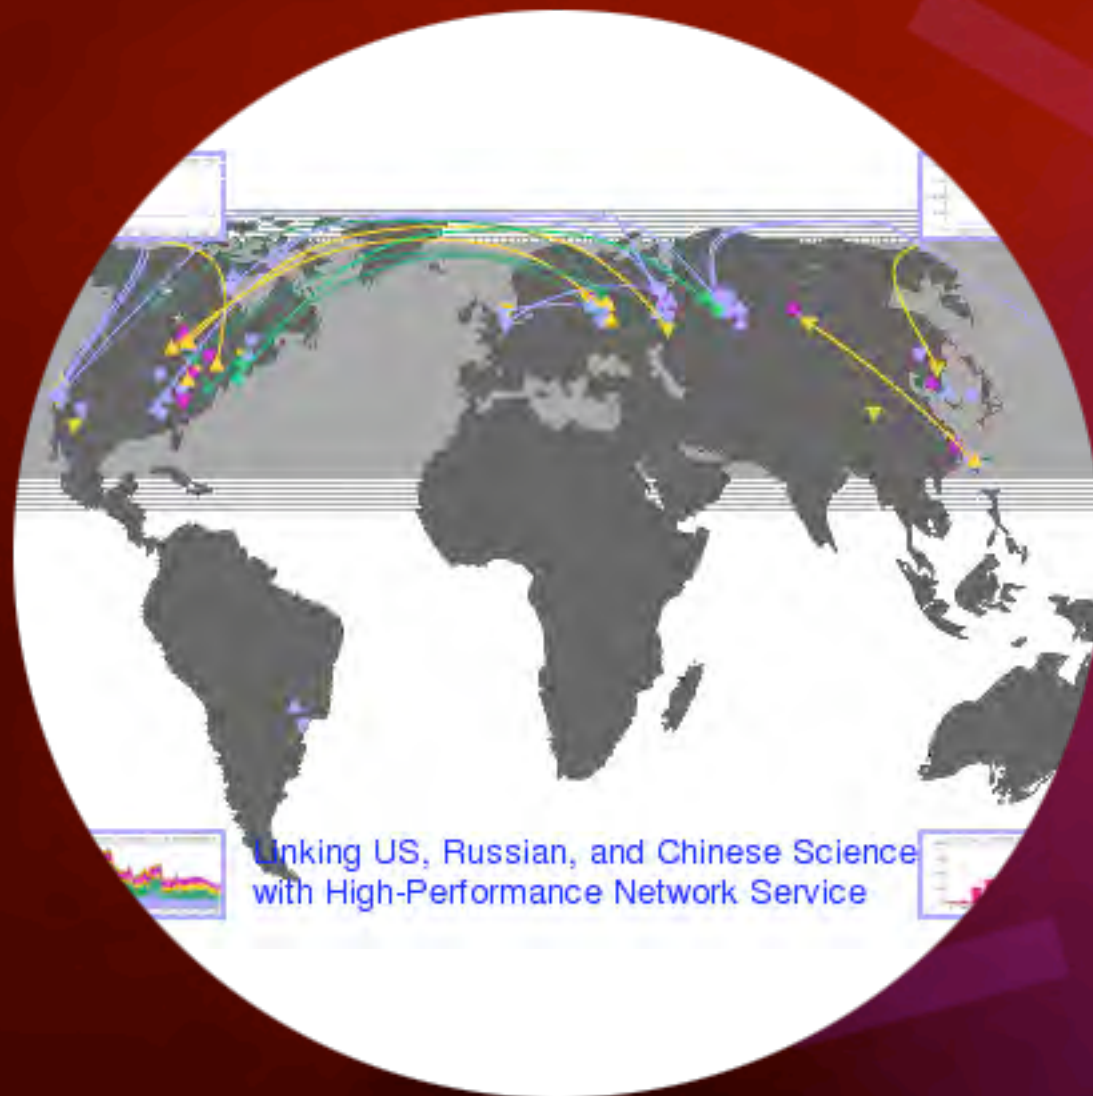 Linking US, Russian, and Chinese Science
with High-Performance Network Service